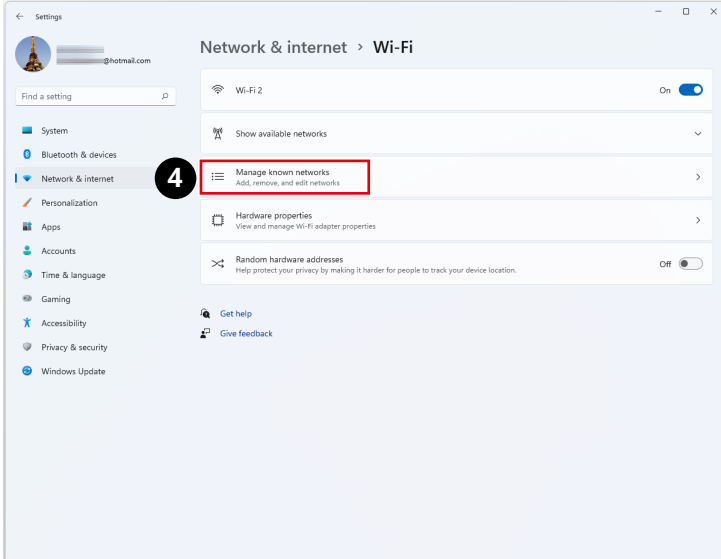 Settings
@hotmail.com
Find a setting
System
Bluetooth & devices
Network & internet
Personalization
Apps
Accounts
Time & language
Gaming
Accessibility
Privacy & security
Windows Update
Network & internet > Wi-Fi
Wi-Fi 2
On
Show available networks
4
Manage known networks
Add, remove, and edit networks
Hardware properties
View and manage Wi-Fi adapter properties
Random hardware addresses
Help protect your privacy by making it harder for people to track your device location.
Off
Get help
Give feedback